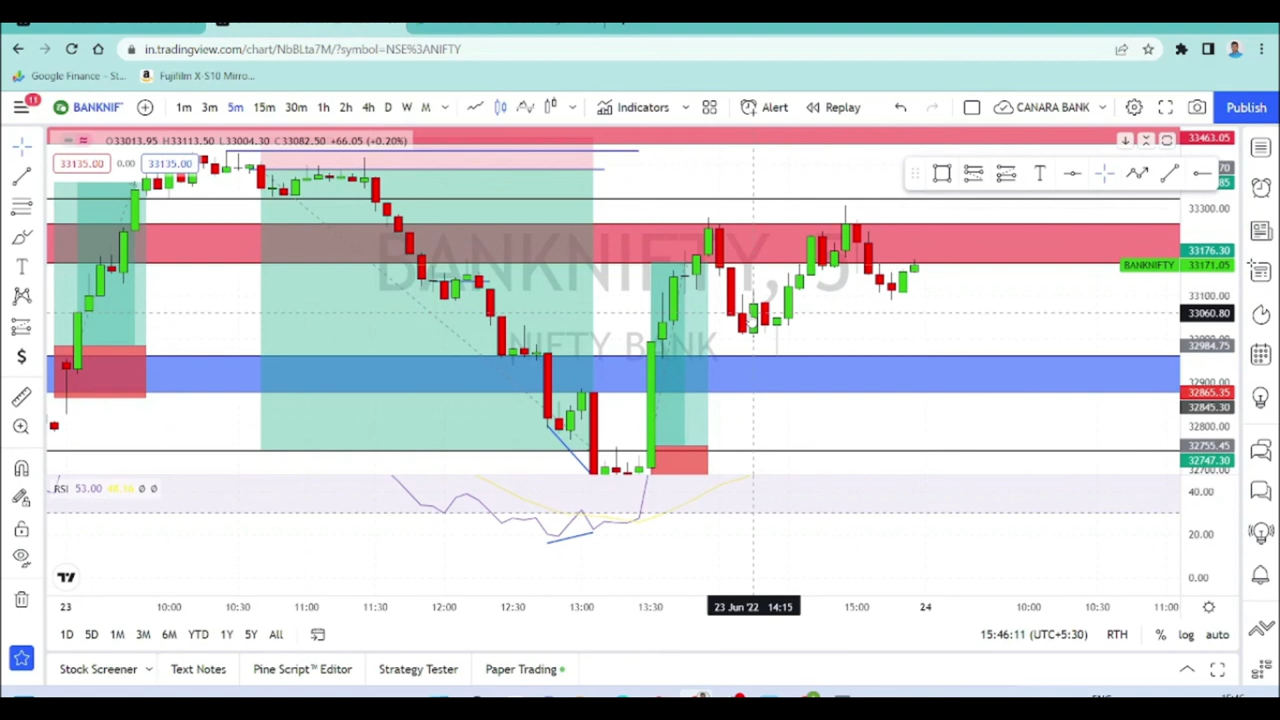 in.tradingview.com/chart/NbBLta7M/?symbol=NSE%3ANIFTY
Google Finance - St...
Fujifilm X-S10 Mirro...
11
BANKNIF
1m 3m 5m 15m 30m 1h 2h 4h D W M
Indicators
Alert
Replay
CANARA BANK
Publish
O33013.95 H33113.50 L33004.30 C33082.50 +66.05 (+0.20%)
33135.00 0.00 33135.00
33463.05
33300.00
33176.30
BANKNIFTY 33171.05
33100.00
33060.80
32984.75
32900.00
32865.35
32845.30
32800.00
32755.45
32747.30
BANKNIFTY, 5
NIFTY BANK
RSI 53.00
40.00
20.00
0.00
23 10:00 10:30 11:00 11:30 12:00 12:30 13:00 13:30 23 Jun '22 14:15 15:00 24 10:00 10:30 11:00
1D 5D 1M 3M 6M YTD 1Y 5Y All
15:46:11 (UTC+5:30) RTH % log auto
Stock Screener Text Notes Pine Script™ Editor Strategy Tester Paper Trading